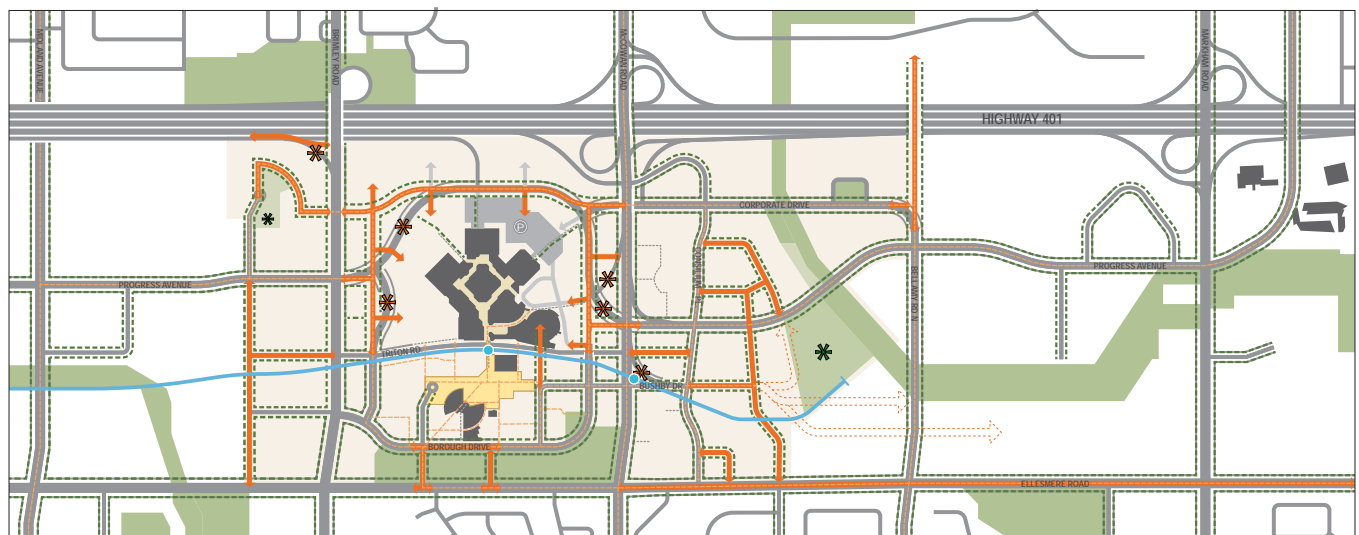 MIDLAND AVENUE
BRIMLEY ROAD
McCOWAN ROAD
MARKHAM ROAD
HIGHWAY 401
CORPORATE DRIVE
P
PROGRESS AVENUE
PROGRESS AVENUE
BELLAMY RD N
TRITON RD
BUSHBY DR
BOROUGH DRIVE
ELLESMERE ROAD